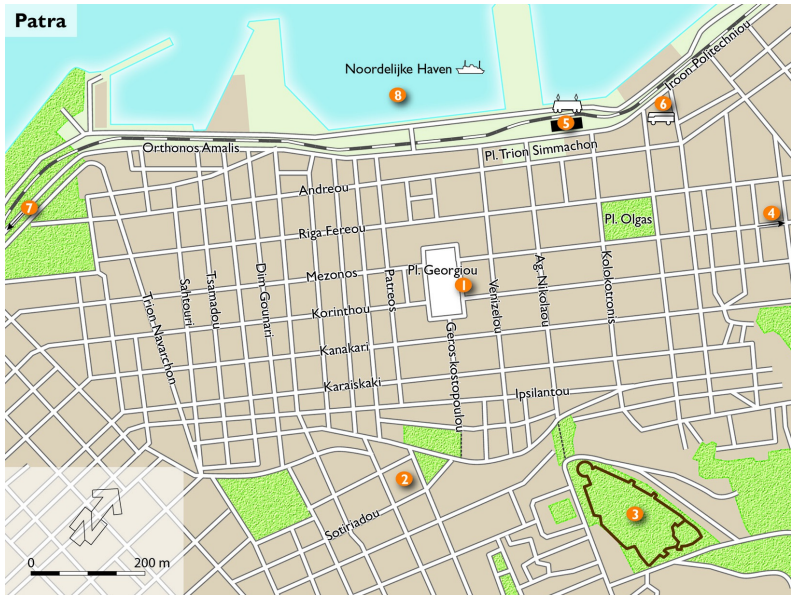 Patra
Noordelijke Haven
8
Iroon Politechniou
6
5
Orthonos Amalis
Pl. Trion Simmachon
Andreou
7
Pl. Olgas
4
Riga Fereou
Pl. Georgiou
Mezonos
1
Sahtouri
Tsamadou
Dim Gounari
Patreos
Venizelou
Ag. Nikolaou
Kolokotronis
Korinthou
Trion Navarchon
Kanakari
Geros kostopoulou
Karaiskaki
Ipsilantou
2
3
Sotiriadou
N
0 200 m